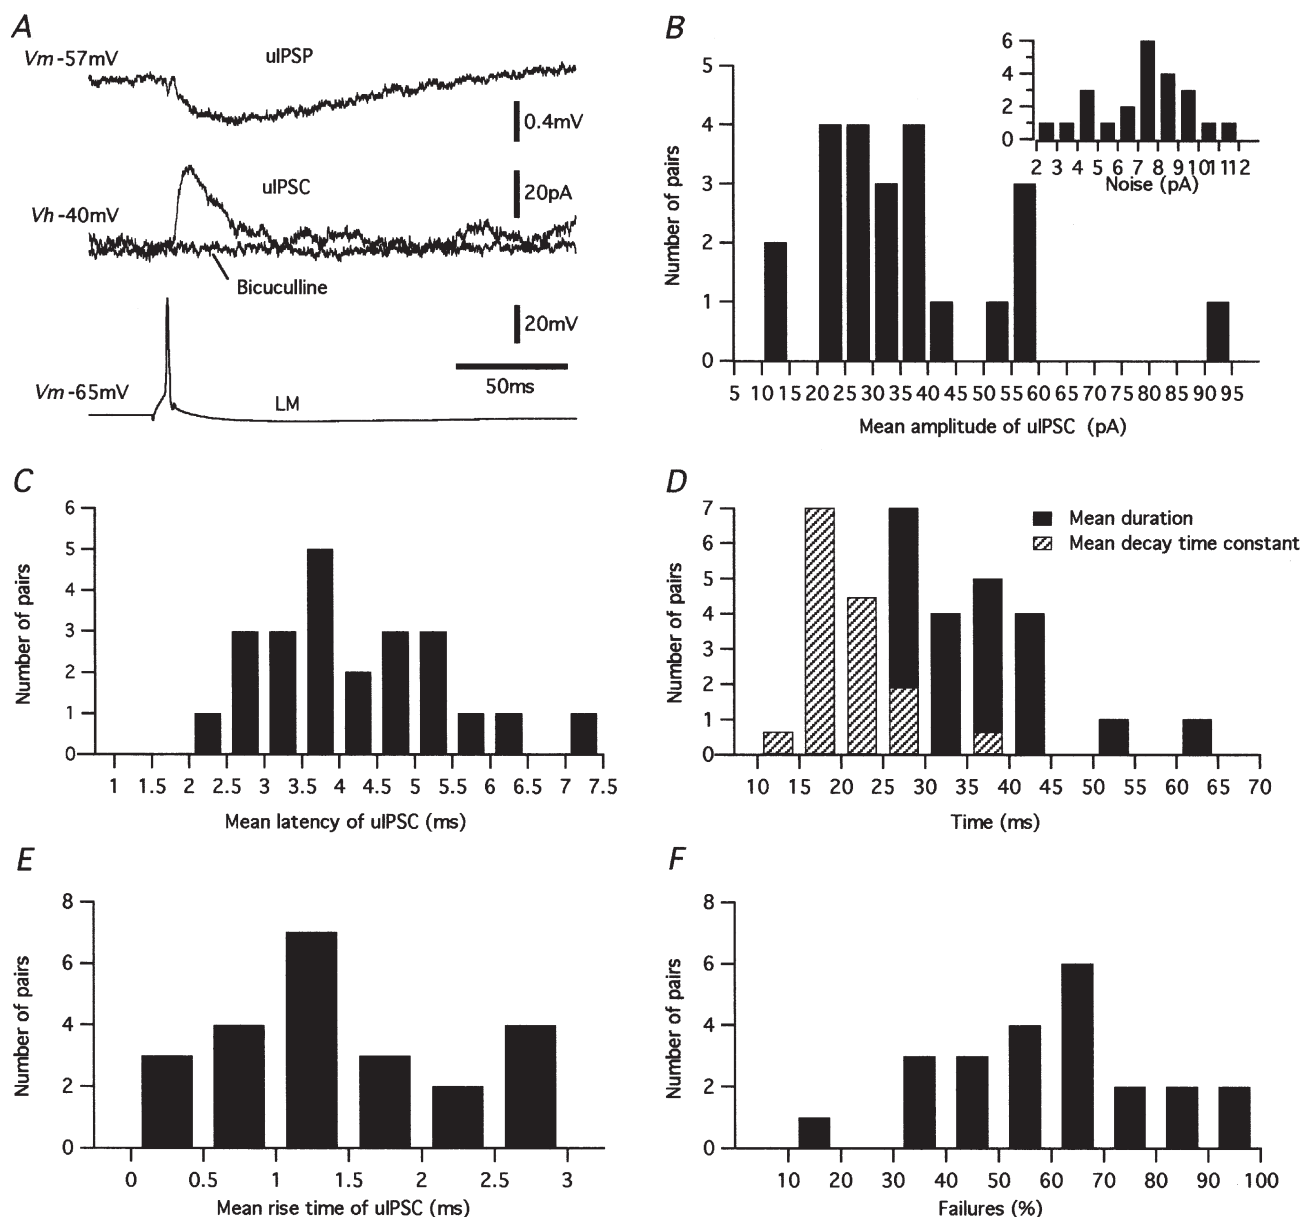 A
Vm -57mV
uIPSP
0.4mV
uIPSC
20pA
Vh -40mV
Bicuculline
20mV
50ms
Vm -65mV
LM
B
5
4
3
2
1
0
Number of pairs
5 10 15 20 25 30 35 40 45 50 55 60 65 70 75 80 85 90 95
Mean amplitude of uIPSC (pA)
6
4
2
0
2 3 4 5 6 7 8 9 10 11 12
Noise (pA)
C
6
5
4
3
2
1
0
Number of pairs
1 1.5 2 2.5 3 3.5 4 4.5 5 5.5 6 6.5 7 7.5
Mean latency of uIPSC (ms)
D
7
6
5
4
3
2
1
0
Number of pairs
Mean duration
Mean decay time constant
10 15 20 25 30 35 40 45 50 55 60 65 70
Time (ms)
E
8
6
4
2
0
Number of pairs
0 0.5 1 1.5 2 2.5 3
Mean rise time of uIPSC (ms)
F
8
6
4
2
0
Number of pairs
10 20 30 40 50 60 70 80 90 100
Failures (%)